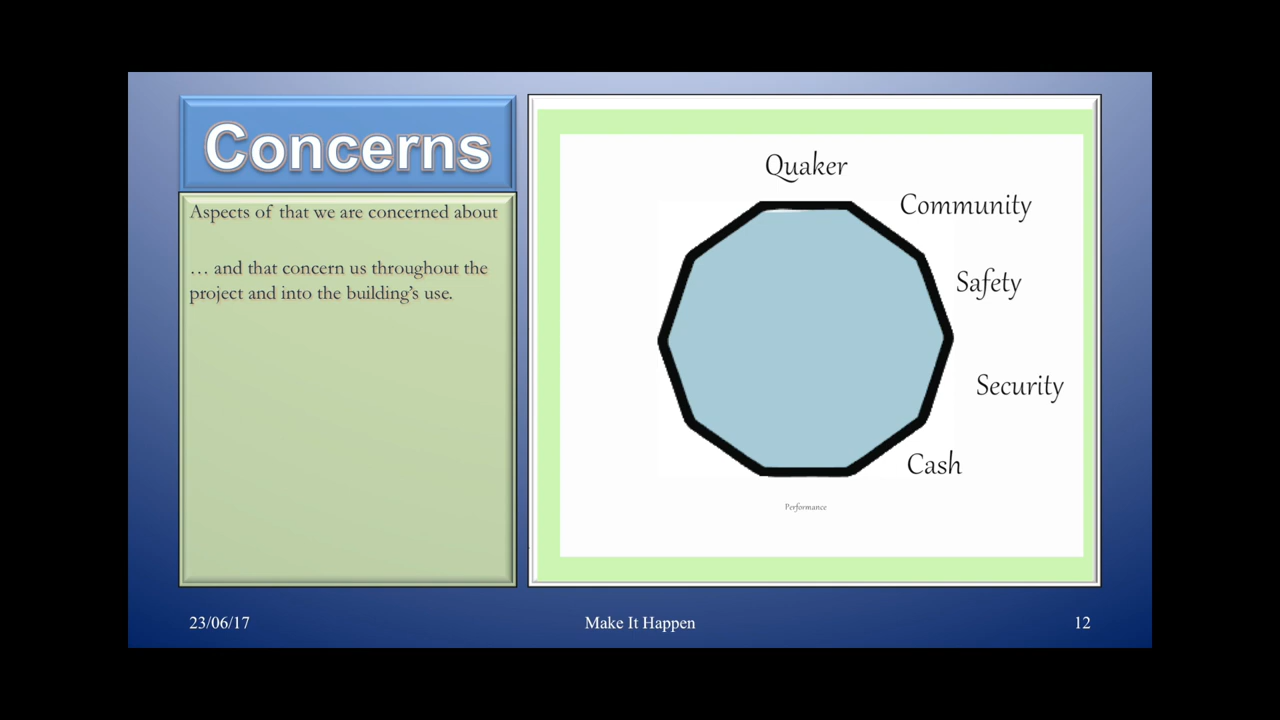 Concerns
Aspects of that we are concerned about
… and that concern us throughout the
project and into the building’s use.
Quaker
Community
Safety
Security
Cash
Performance
23/06/17
Make It Happen
12